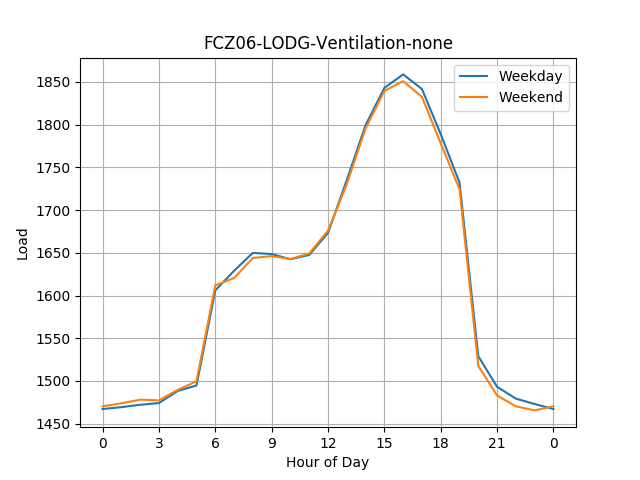 FCZ06-LODG-Ventilation-none
Weekday
Weekend
Load
1850
1800
1750
1700
1650
1600
1550
1500
1450
0 3 6 9 12 15 18 21 0
Hour of Day